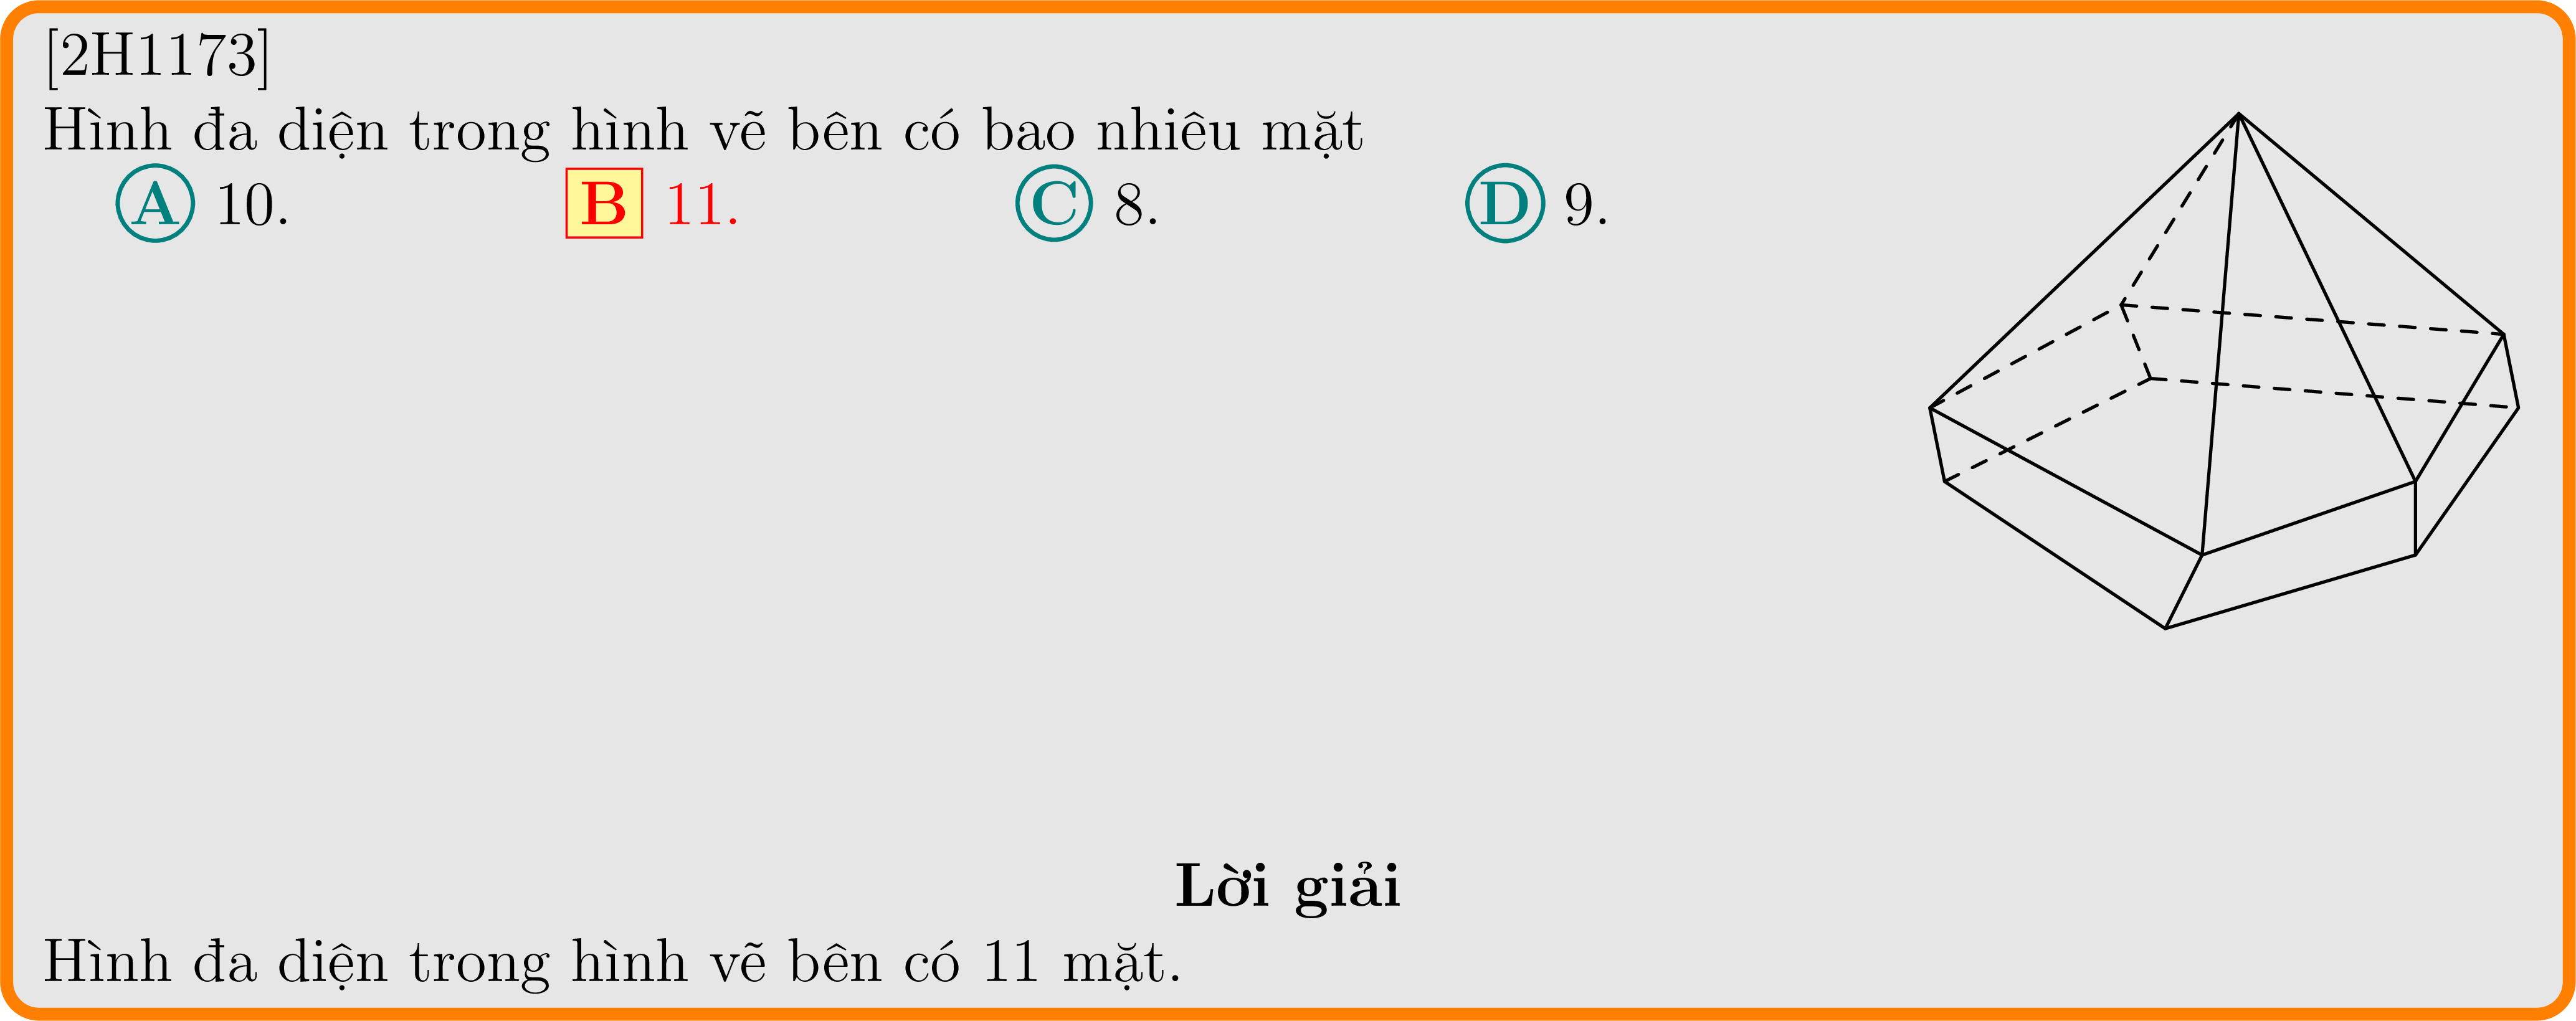 [2H1173]
Hình đa diện trong hình vẽ bên có bao nhiêu mặt
A 10. B 11. C 8. D 9.
Lời giải
Hình đa diện trong hình vẽ bên có 11 mặt.